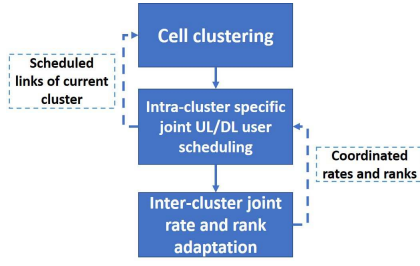 Cell clustering
Scheduled
links of current
cluster
Intra-cluster specific
joint UL/DL user
scheduling
Coordinated
rates and ranks
Inter-cluster joint
rate and rank
adaptation